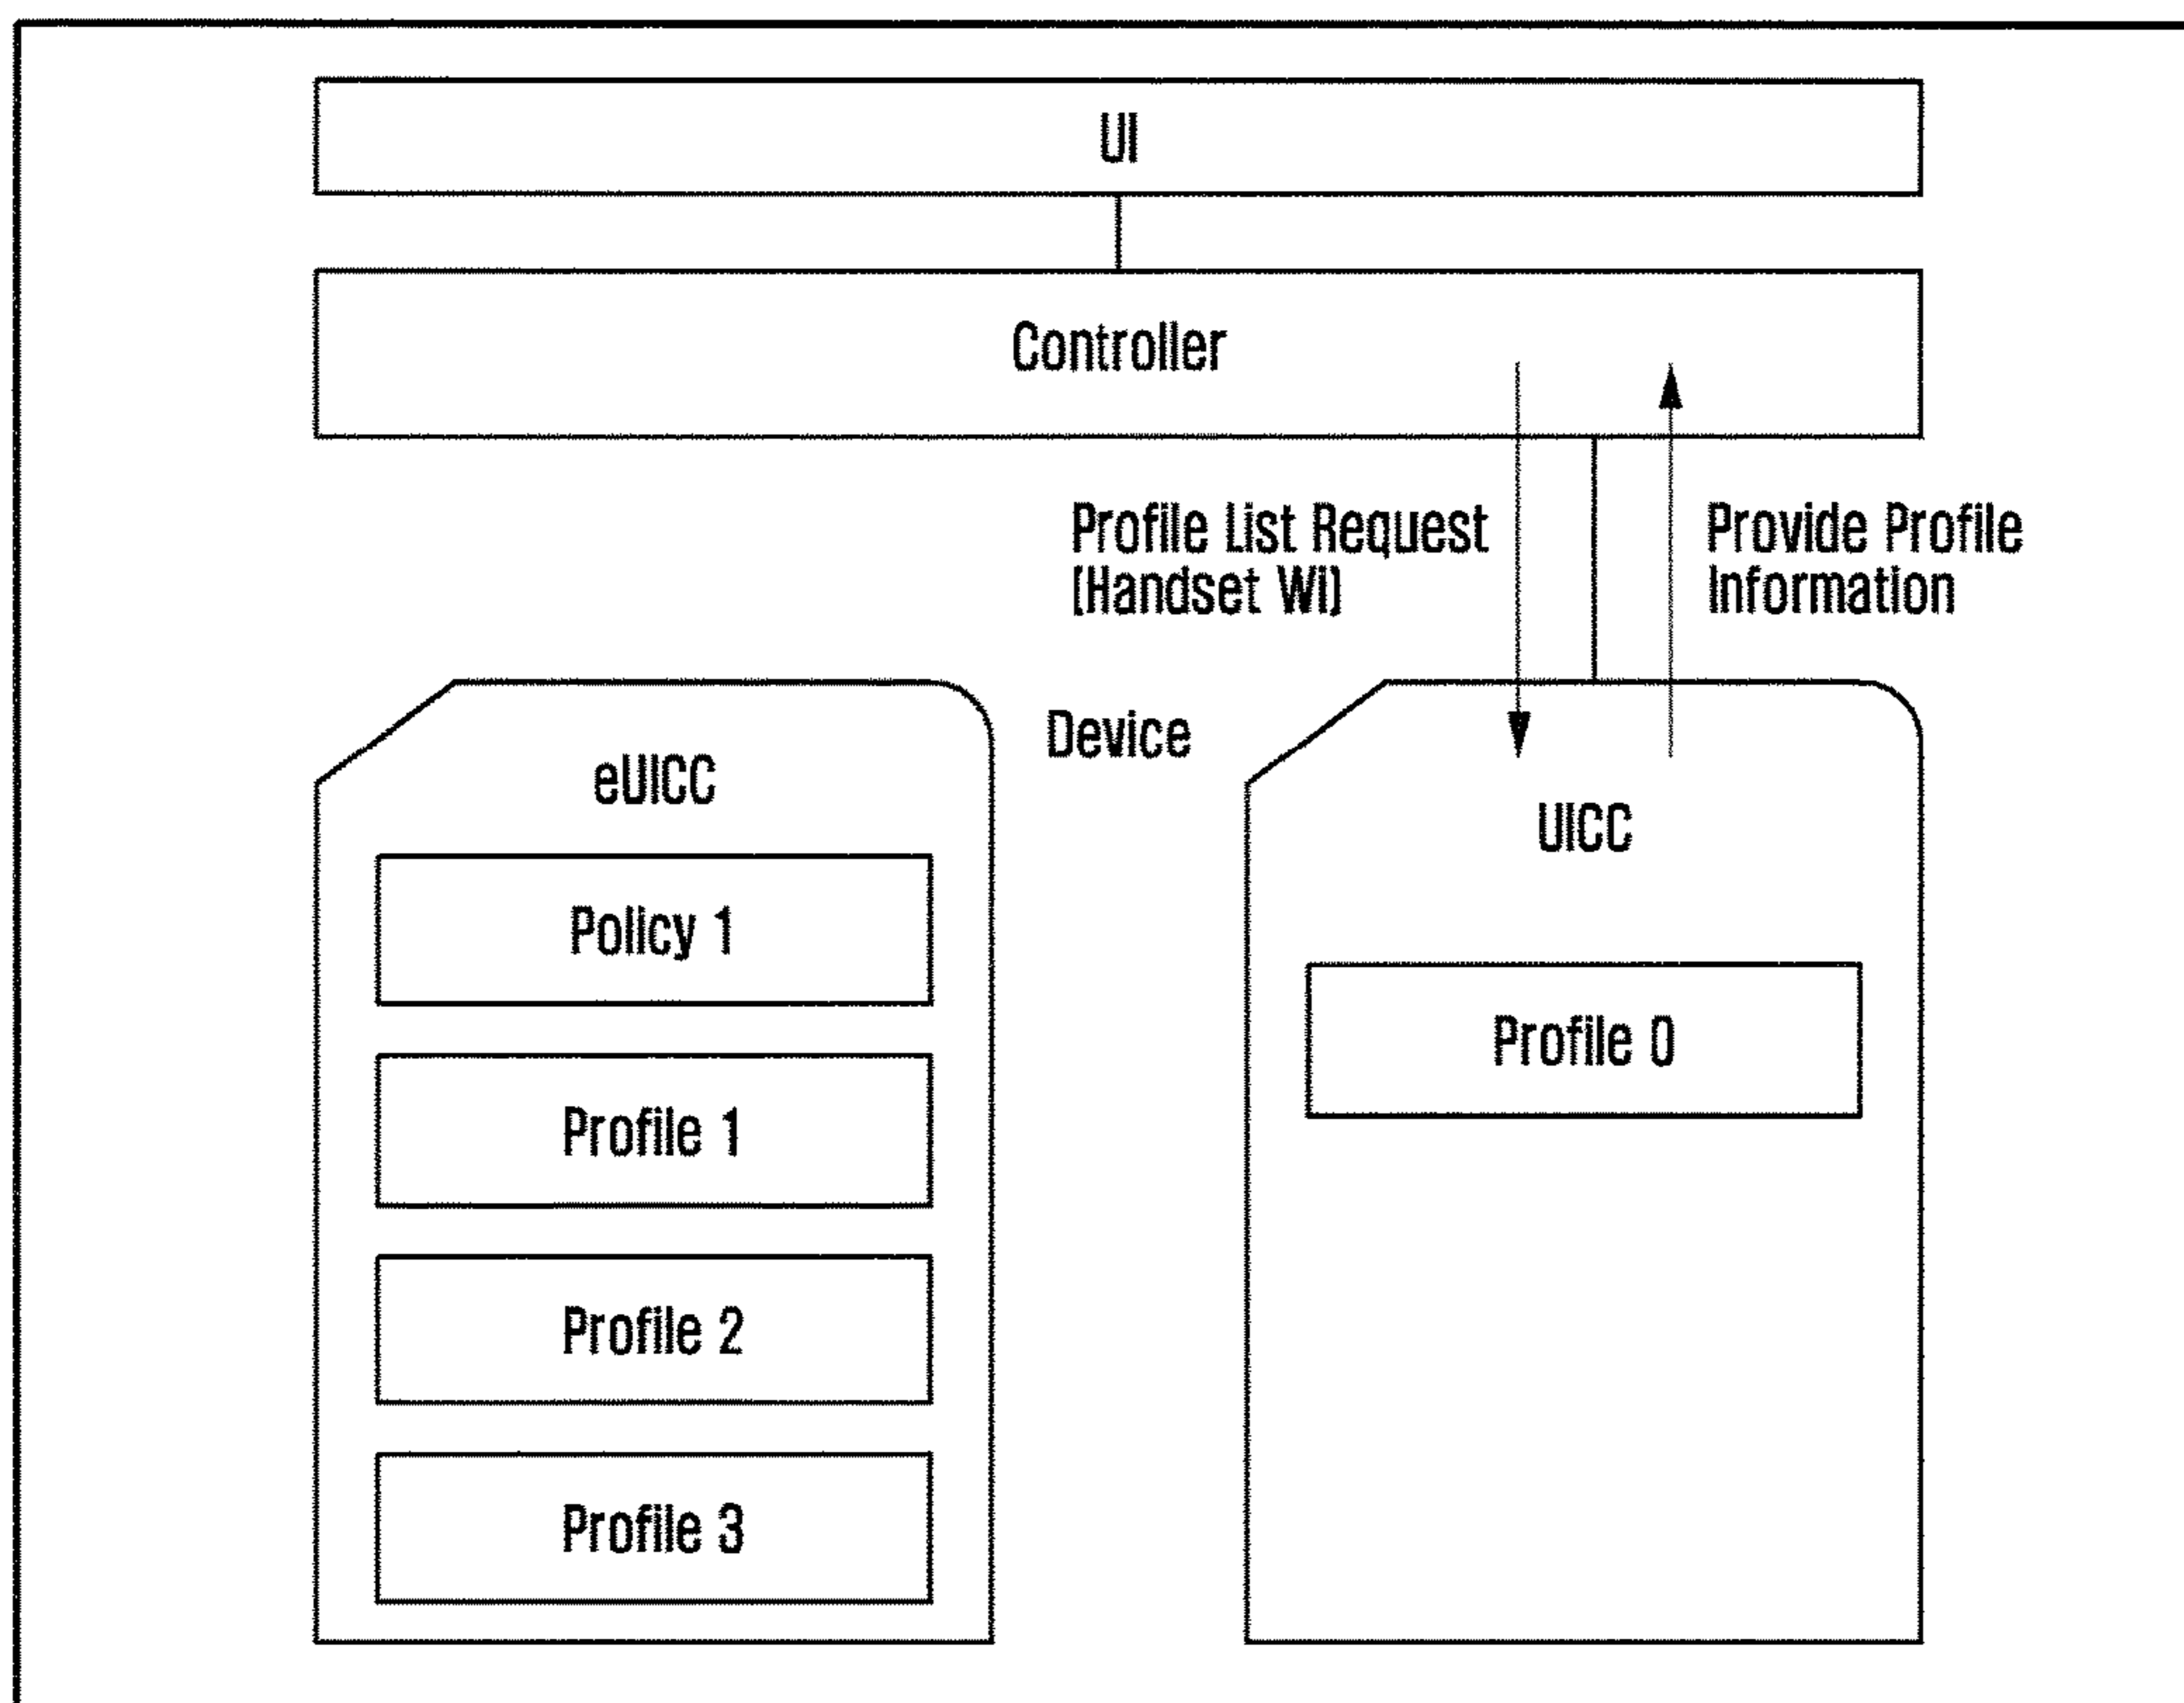 UI
Controller
Profile List Request
(Handset WI)
Provide Profile
Information
Device
eUICC
Policy 1
Profile 1
Profile 2
Profile 3
UICC
Profile 0